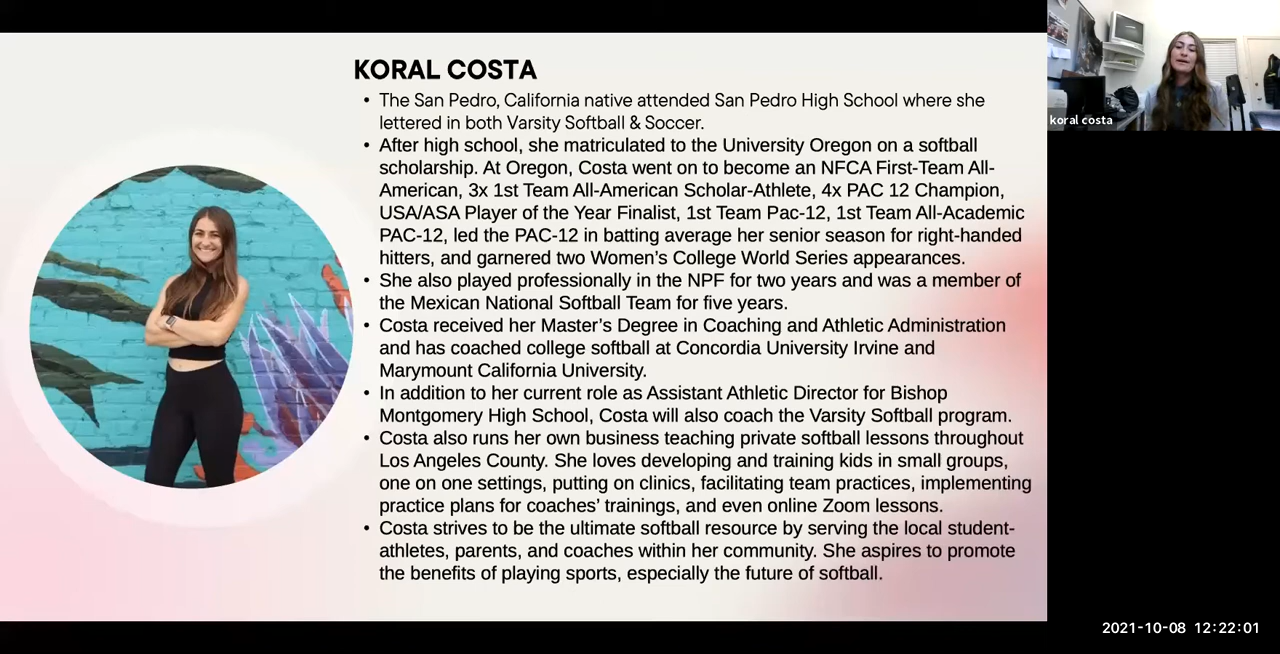 KORAL COSTA
• The San Pedro, California native attended San Pedro High School where she
lettered in both Varsity Softball & Soccer.
• After high school, she matriculated to the University Oregon on a softball
scholarship. At Oregon, Costa went on to become an NFCA First-Team All-
American, 3x 1st Team All-American Scholar-Athlete, 4x PAC 12 Champion,
USA/ASA Player of the Year Finalist, 1st Team Pac-12, 1st Team All-Academic
PAC-12, led the PAC-12 in batting average her senior season for right-handed
hitters, and garnered two Women’s College World Series appearances.
• She also played professionally in the NPF for two years and was a member of
the Mexican National Softball Team for five years.
• Costa received her Master’s Degree in Coaching and Athletic Administration
and has coached college softball at Concordia University Irvine and
Marymount California University.
• In addition to her current role as Assistant Athletic Director for Bishop
Montgomery High School, Costa will also coach the Varsity Softball program.
• Costa also runs her own business teaching private softball lessons throughout
Los Angeles County. She loves developing and training kids in small groups,
one on one settings, putting on clinics, facilitating team practices, implementing
practice plans for coaches’ trainings, and even online Zoom lessons.
• Costa strives to be the ultimate softball resource by serving the local student-
athletes, parents, and coaches within her community. She aspires to promote
the benefits of playing sports, especially the future of softball.
koral costa
2021-10-08 12:22:01